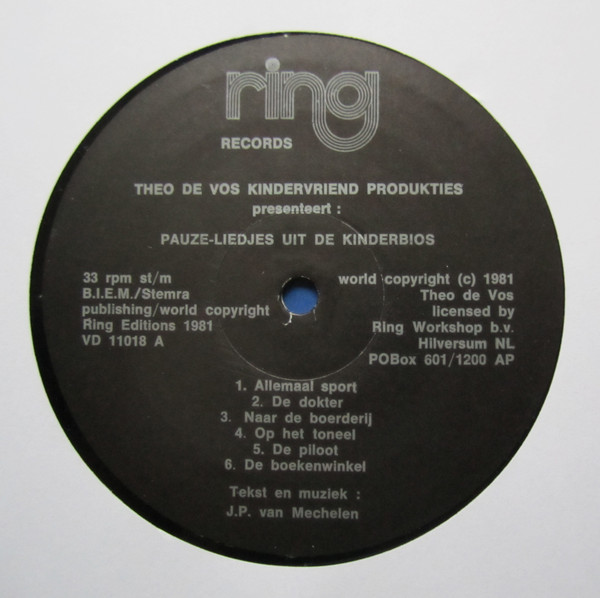 ring
RECORDS
THEO DE VOS KINDERVRIEND PRODUKTIES
presenteert :
PAUZE-LIEDJES UIT DE KINDERBIOS
33 rpm st/m
B.I.E.M./Stemra
publishing/world copyright
Ring Editions 1981
VD 11018 A
world copyright (c) 1981
Theo de Vos
licensed by
Ring Workshop b.v.
Hilversum NL
POBox 601/1200 AP
1. Allemaal sport
2. De dokter
3. Naar de boerderij
4. Op het toneel
5. De piloot
6. De boekenwinkel
Tekst en muziek :
J.P. van Mechelen